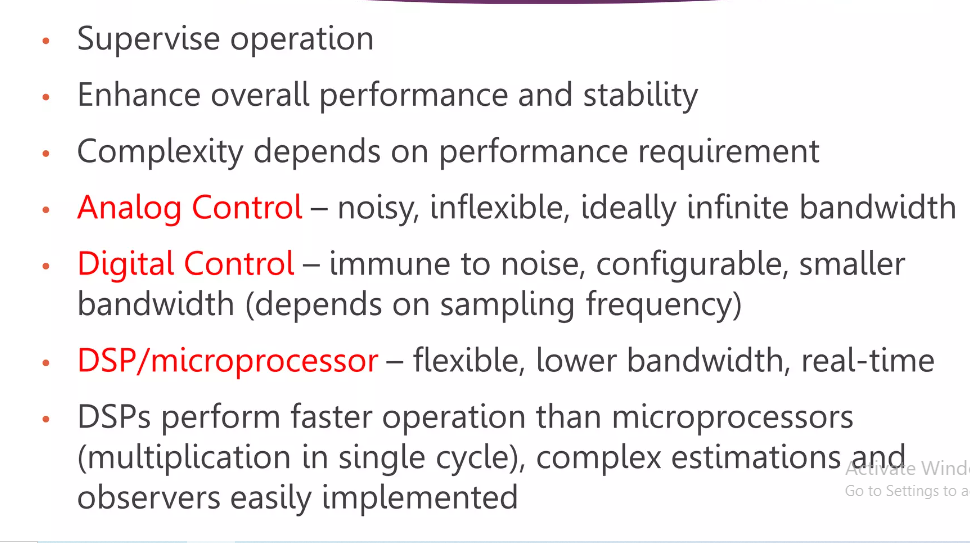 • Supervise operation
• Enhance overall performance and stability
• Complexity depends on performance requirement
• Analog Control – noisy, inflexible, ideally infinite bandwidth
• Digital Control – immune to noise, configurable, smaller
bandwidth (depends on sampling frequency)
• DSP/microprocessor – flexible, lower bandwidth, real-time
• DSPs perform faster operation than microprocessors
(multiplication in single cycle), complex estimations and
observers easily implemented
Activate Wind
Go to Settings to a